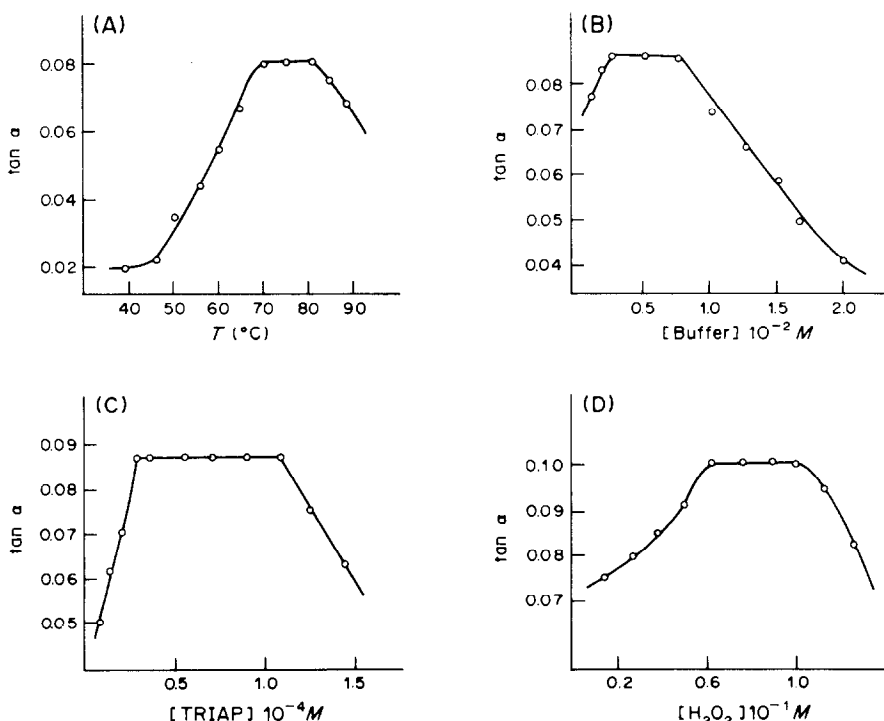 (A)
0.08
0.06
0.04
0.02
tan α
40 50 60 70 80 90
T (°C)
(B)
0.08
0.07
0.06
0.05
0.04
tan α
0.5 1.0 1.5 2.0
[Buffer] 10⁻² M
(C)
0.09
0.08
0.07
0.06
0.05
tan α
0.5 1.0 1.5
[TRIAP] 10⁻⁴ M
(D)
0.10
0.09
0.08
0.07
tan α
0.2 0.6 1.0
[H₂O₂] 10⁻¹ M